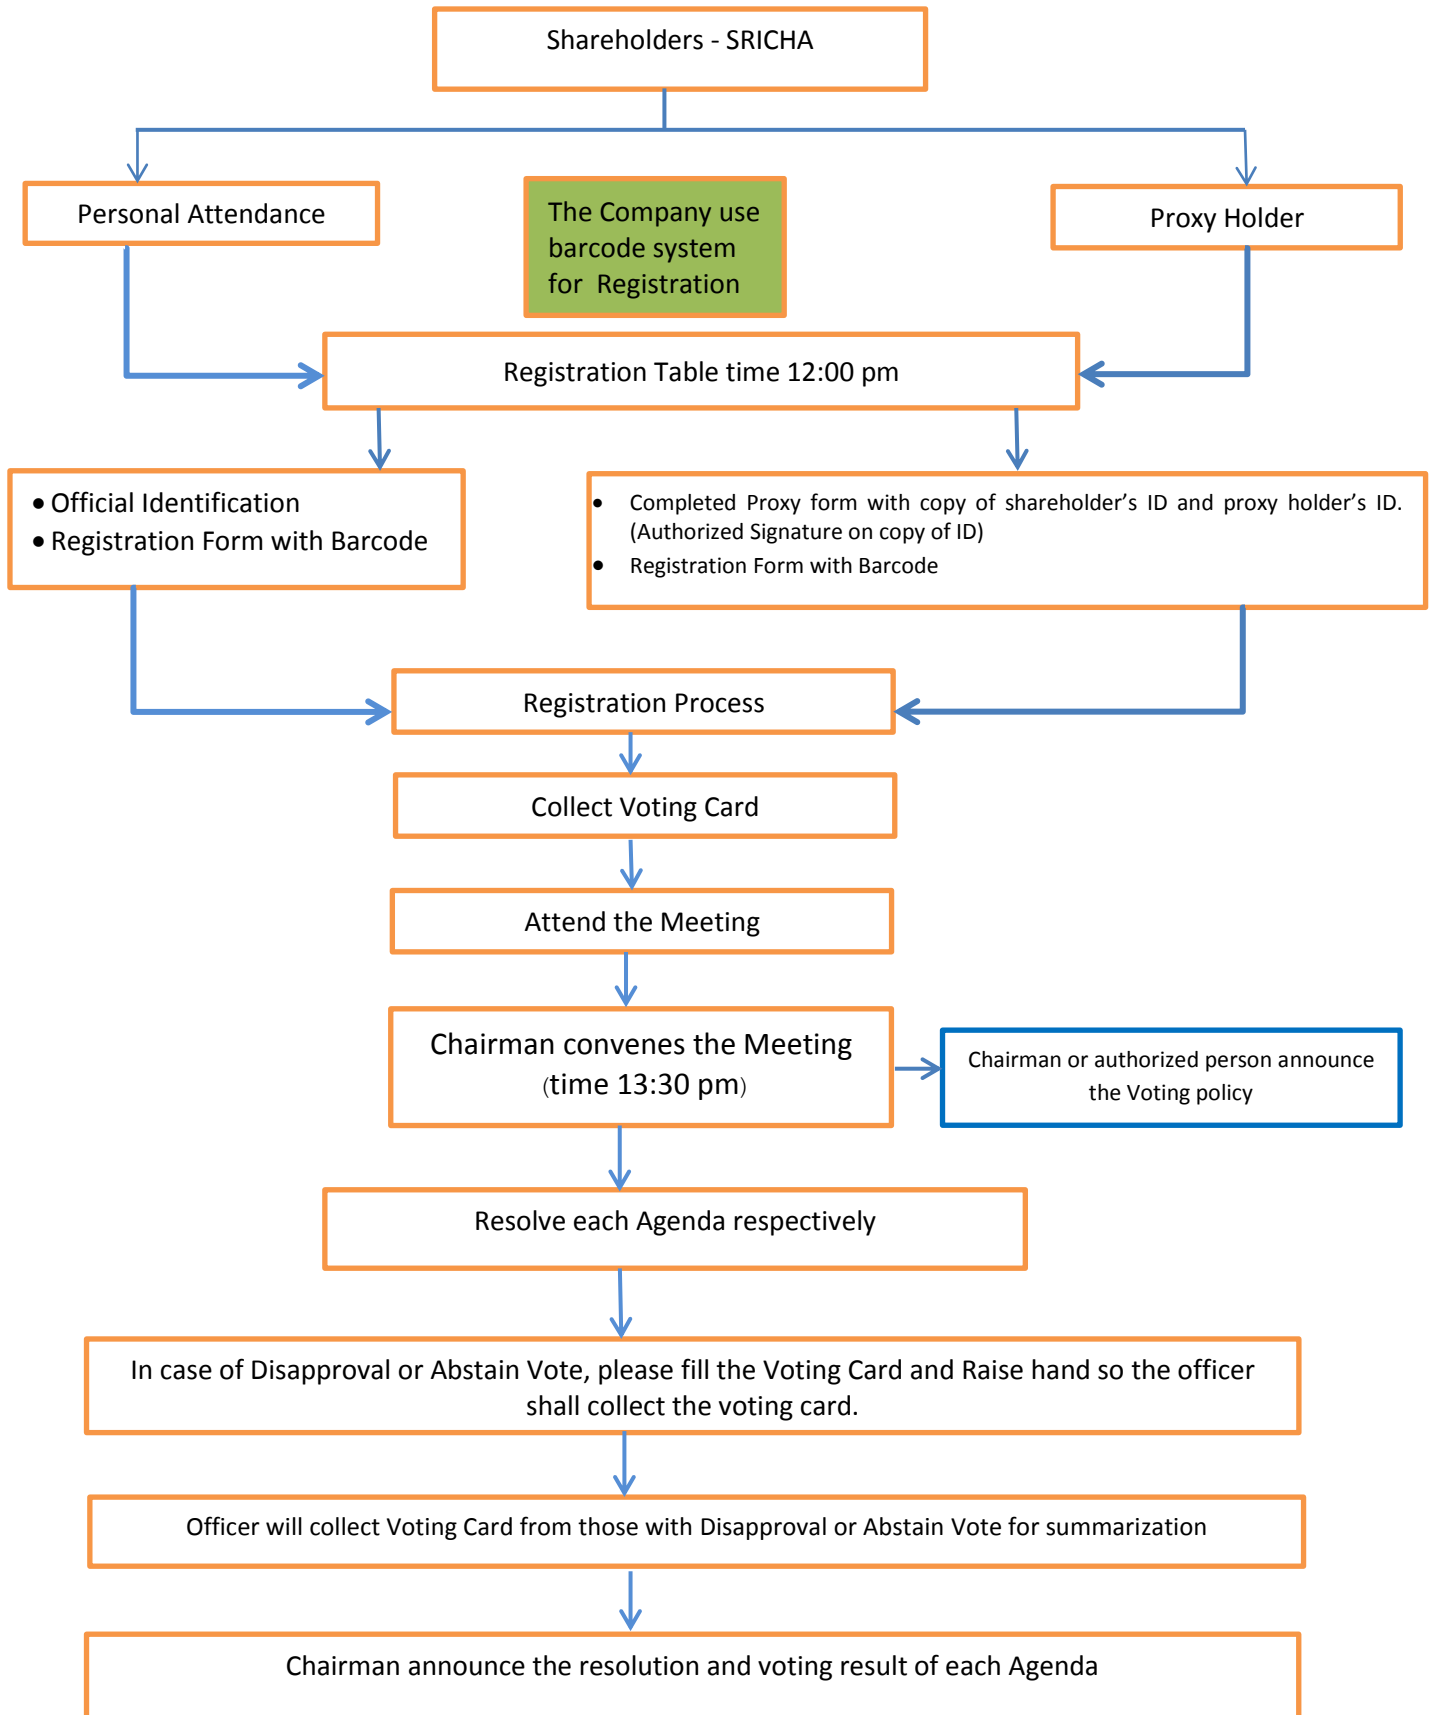 Shareholders - SRICHA
Personal Attendance
The Company use
barcode system
for Registration
Proxy Holder
Registration Table time 12:00 pm
• Official Identification
• Registration Form with Barcode
• Completed Proxy form with copy of shareholder’s ID and proxy holder’s ID.
(Authorized Signature on copy of ID)
• Registration Form with Barcode
Registration Process
Collect Voting Card
Attend the Meeting
Chairman convenes the Meeting
(time 13:30 pm)
Chairman or authorized person announce
the Voting policy
Resolve each Agenda respectively
In case of Disapproval or Abstain Vote, please fill the Voting Card and Raise hand so the officer
shall collect the voting card.
Officer will collect Voting Card from those with Disapproval or Abstain Vote for summarization
Chairman announce the resolution and voting result of each Agenda